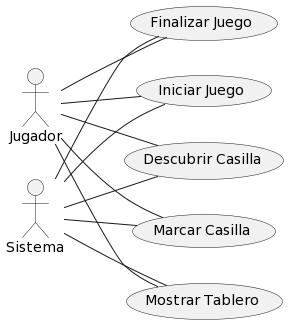 Finalizar Juego
Iniciar Juego
Jugador
Descubrir Casilla
Sistema
Marcar Casilla
Mostrar Tablero